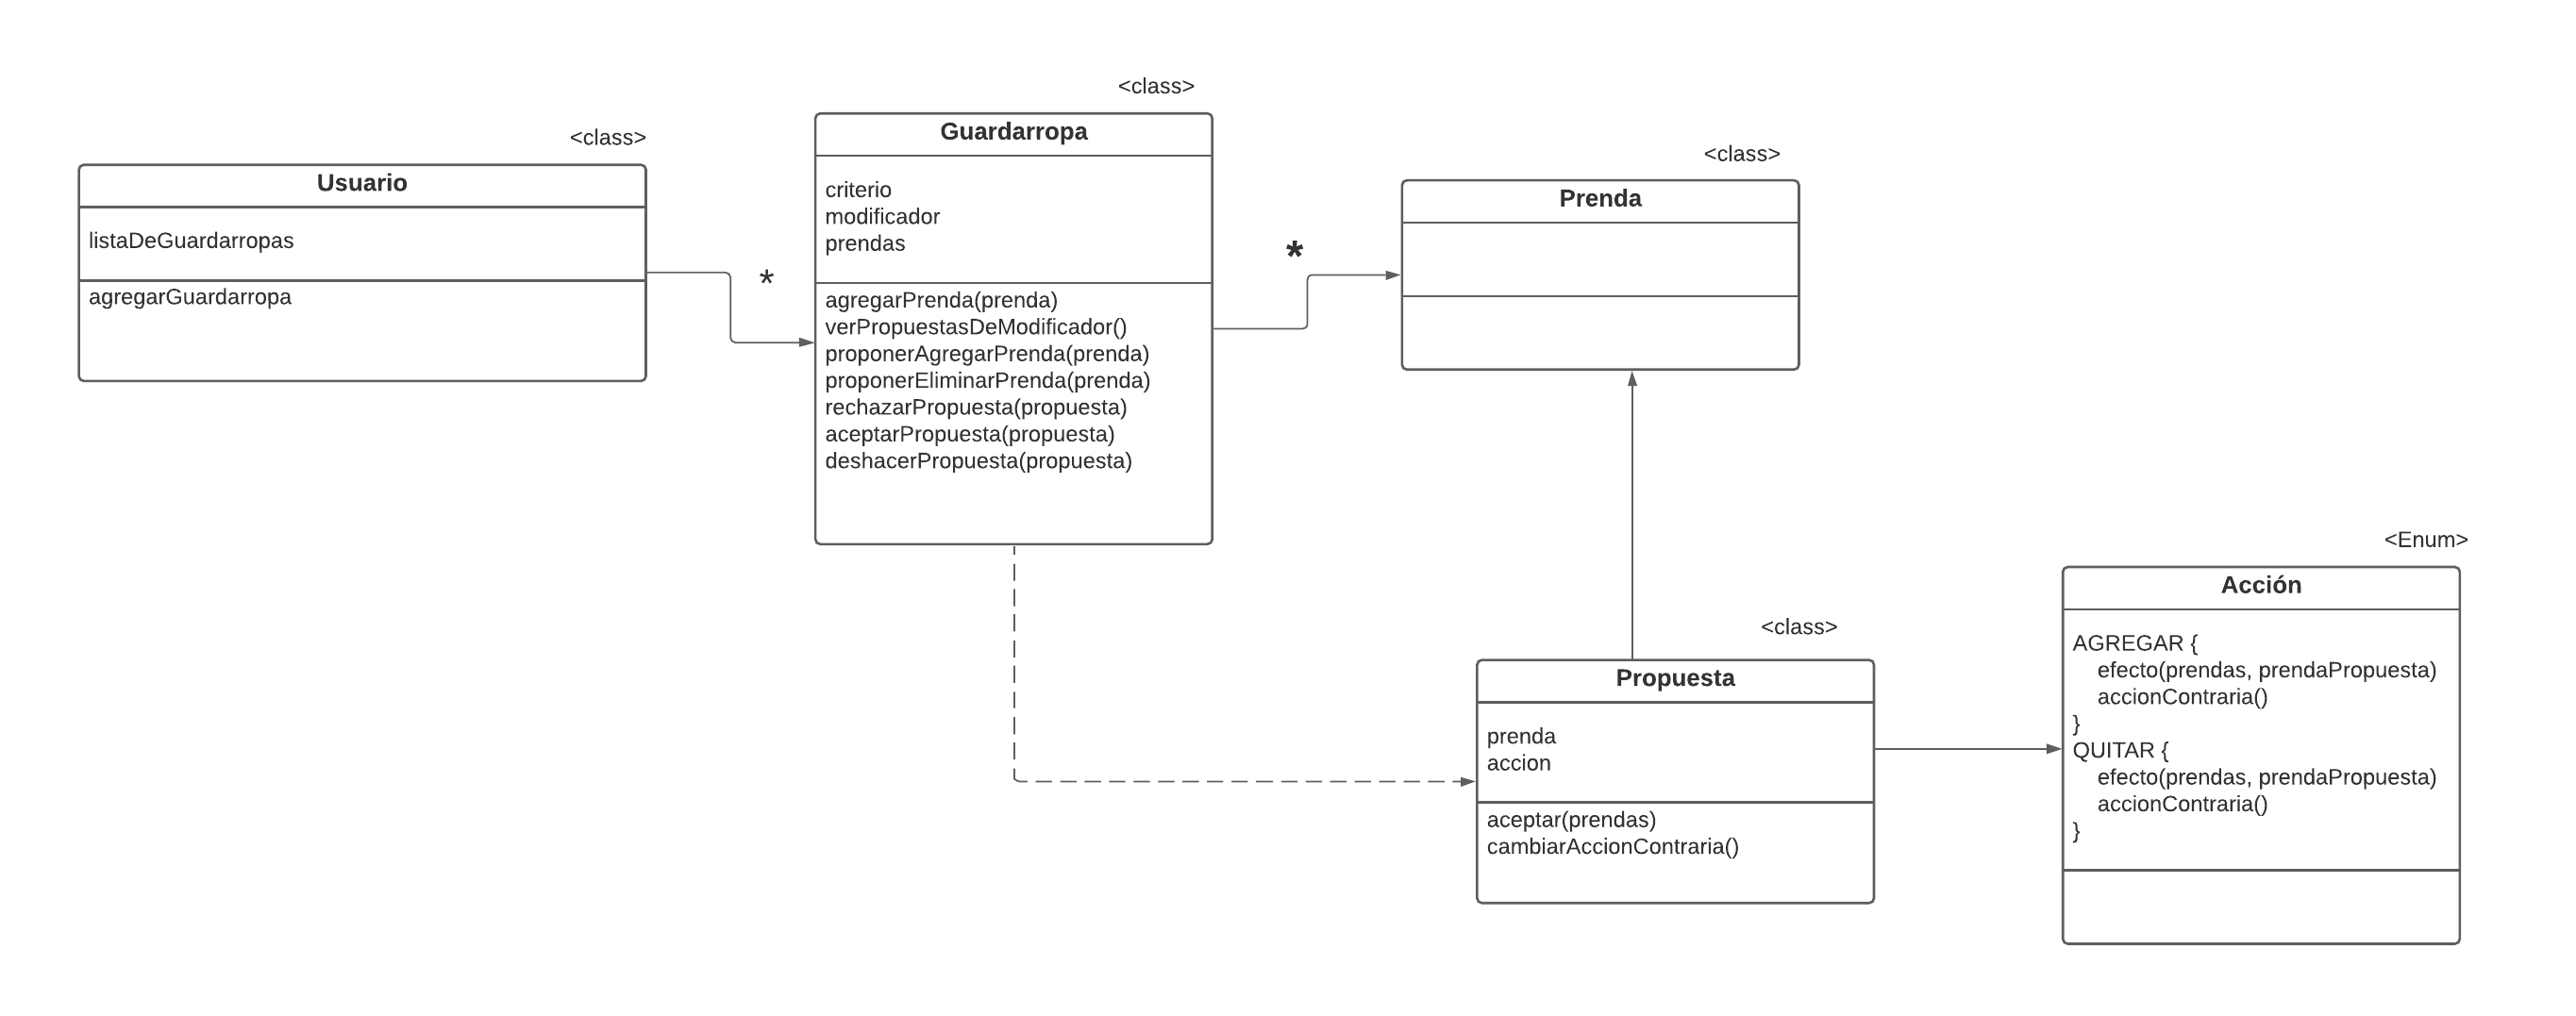 <class>
Usuario
listaDeGuardarropas
agregarGuardarropa
*
<class>
Guardarropa
criterio
modificador
prendas
agregarPrenda(prenda)
verPropuestasDeModificador()
proponerAgregarPrenda(prenda)
proponerEliminarPrenda(prenda)
rechazarPropuesta(propuesta)
aceptarPropuesta(propuesta)
deshacerPropuesta(propuesta)
*
<class>
Prenda
<class>
Propuesta
prenda
accion
aceptar(prendas)
cambiarAccionContraria()
<Enum>
Acción
AGREGAR {
efecto(prendas, prendaPropuesta)
accionContraria()
}
QUITAR {
efecto(prendas, prendaPropuesta)
accionContraria()
}